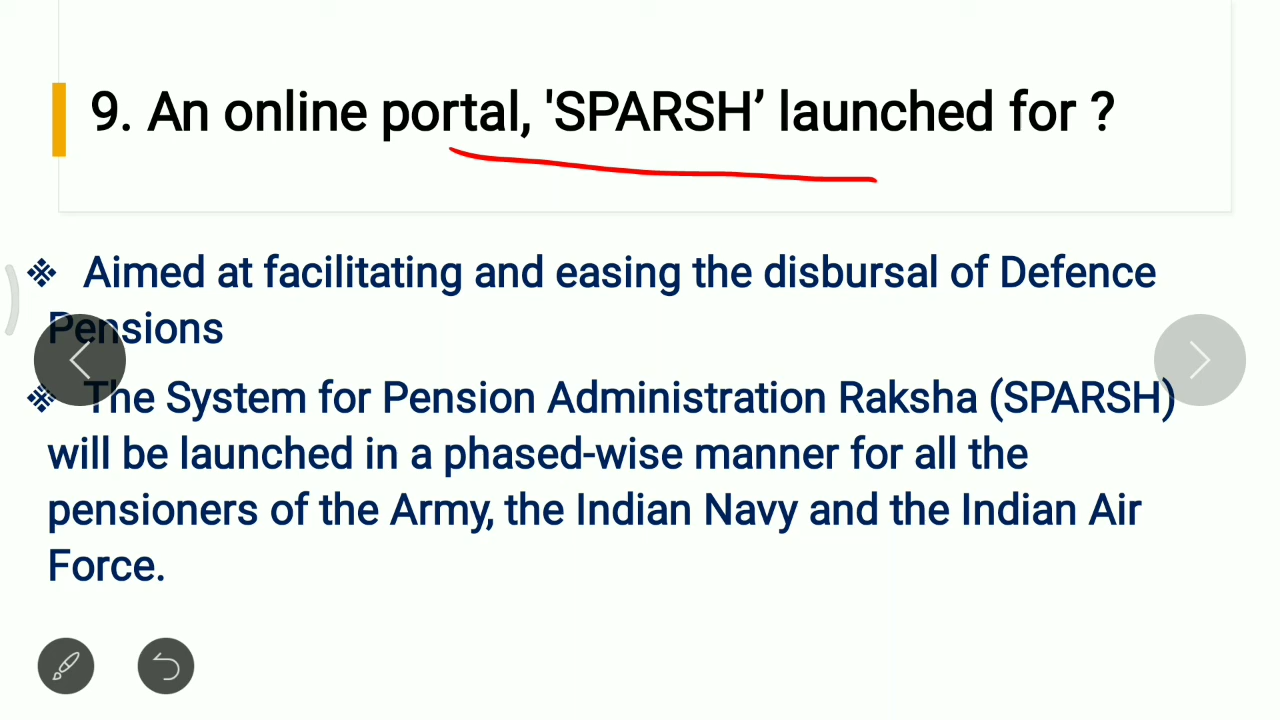 9. An online portal, 'SPARSH’ launched for ?
❖ Aimed at facilitating and easing the disbursal of Defence
Pensions
❖ The System for Pension Administration Raksha (SPARSH)
will be launched in a phased-wise manner for all the
pensioners of the Army, the Indian Navy and the Indian Air
Force.